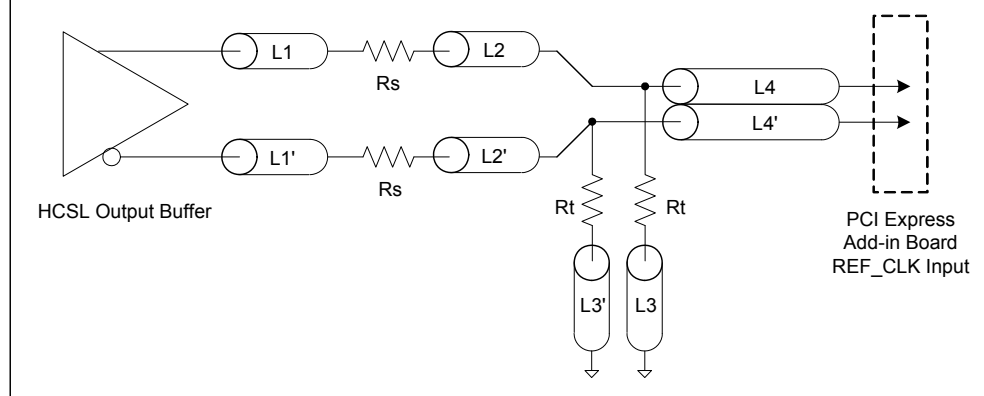 L1
Rs
L2
L4
L4'
L1'
Rs
L2'
HCSL Output Buffer
Rt
Rt
L3'
L3
PCI Express
Add-in Board
REF_CLK Input